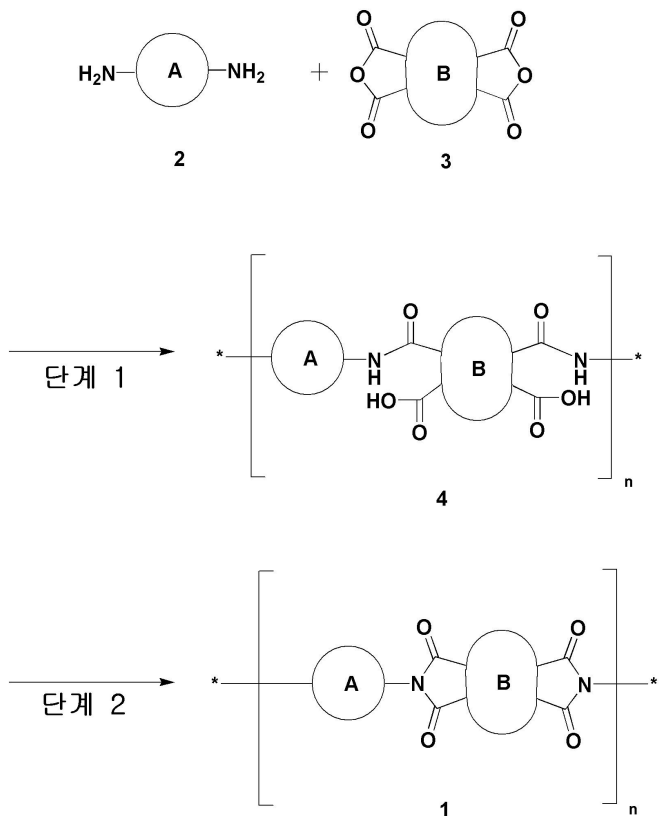 H₂N A NH₂ + O O O B O O O
2 3
단계 1
* A N H O HO O B O OH O N H * n
4
단계 2
* A N O O B O O N * n
1